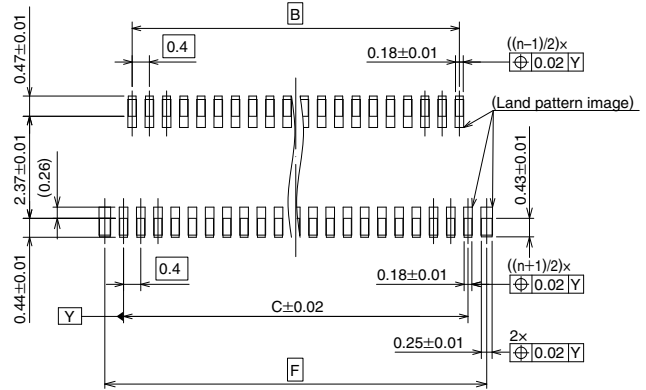 B
0.4
0.18±0.01
((n−1)/2)×
⌖ 0.02 Y
0.47±0.01
(Land pattern image)
2.37±0.01
(0.26)
0.43±0.01
0.44±0.01
0.4
0.18±0.01
((n+1)/2)×
⌖ 0.02 Y
Y
C±0.02
0.25±0.01
2×
⌖ 0.02 Y
F